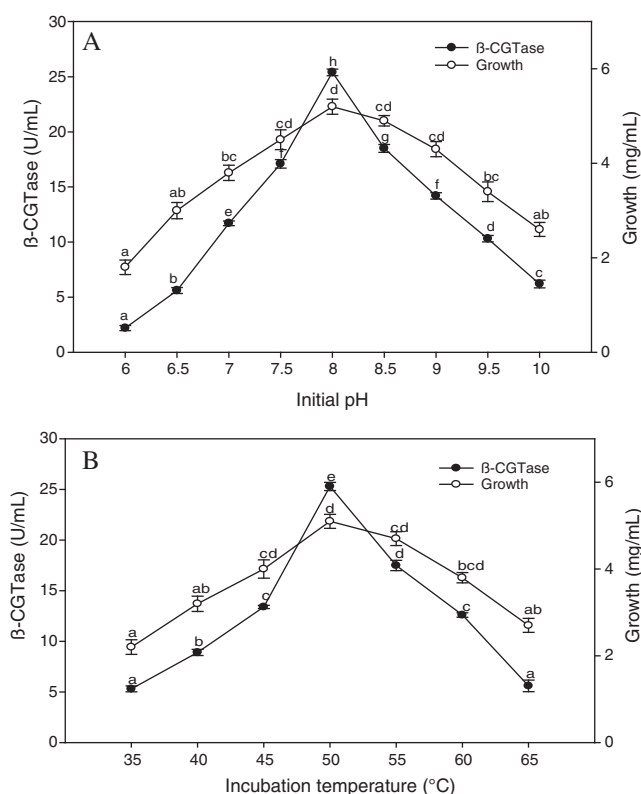 A
ß-CGTase
Growth
ß-CGTase (U/mL)
Growth (mg/mL)
30
25
20
15
10
5
0
6
4
2
0
a
ab
bc
cd
d
cd
cd
bc
ab
a
b
e
f
h
g
f
d
c
6 6.5 7 7.5 8 8.5 9 9.5 10
Initial pH
B
ß-CGTase
Growth
ß-CGTase (U/mL)
Growth (mg/mL)
30
25
20
15
10
5
0
6
4
2
0
a
ab
cd
d
cd
bcd
ab
a
b
c
e
d
c
a
35 40 45 50 55 60 65
Incubation temperature (°C)